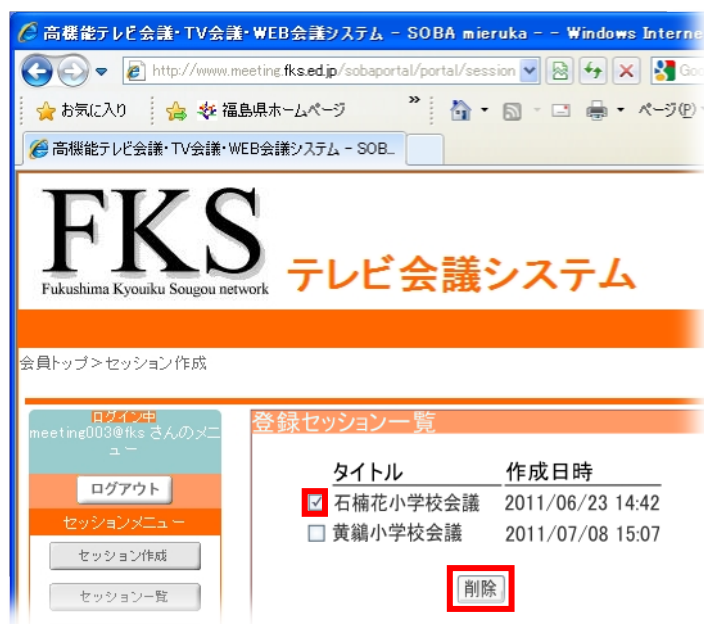 高機能テレビ会議・TV会議・WEB会議システム - SOBA mieruka - - Windows Interne
http://www.meeting.fks.ed.jp/sobaportal/portal/session
Goo
お気に入り 福島県ホームページ » ページ(P)
高機能テレビ会議・TV会議・WEB会議システム - SOB...
FKS
Fukushima Kyouiku Sougou network
テレビ会議システム
会員トップ>セッション作成
ログイン中
meeting003@fks さんのメニ
ュー
ログアウト
セッションメニュー
セッション作成
セッション一覧
登録セッション一覧
タイトル 作成日時
石楠花小学校会議 2011/06/23 14:42
黄鶲小学校会議 2011/07/08 15:07
削除